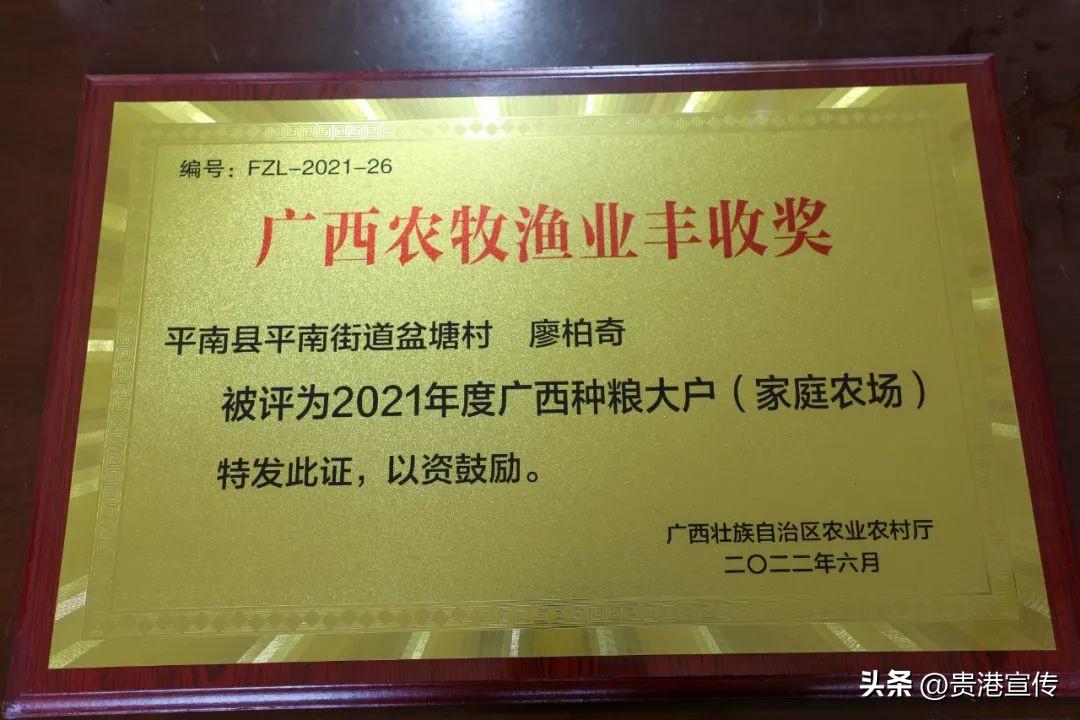 编号：FZL-2021-26
广西农牧渔业丰收奖
平南县平南街道盆塘村 廖柏奇
被评为2021年度广西种粮大户（家庭农场）
特发此证，以资鼓励。
广西壮族自治区农业农村厅
二〇二二年六月
头条 @贵港宣传